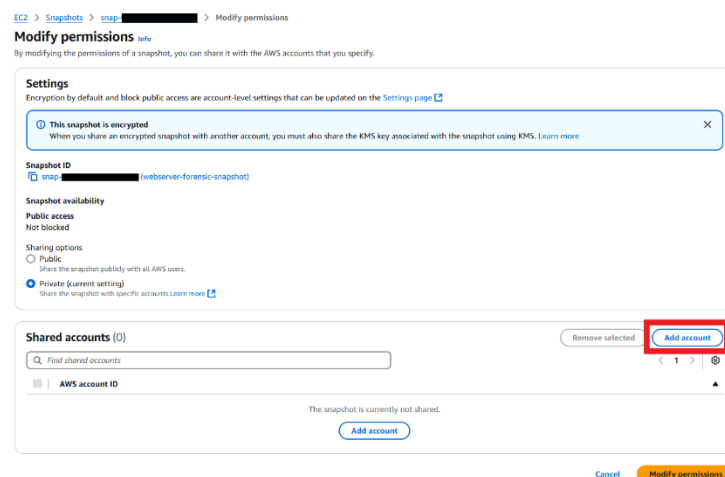 EC2 > Snapshots > snap- > Modify permissions
Modify permissions Info
By modifying the permissions of a snapshot, you can share it with the AWS accounts that you specify.
Settings
Encryption by default and block public access are account-level settings that can be updated on the Settings page
This snapshot is encrypted
When you share an encrypted snapshot with another account, you must also share the KMS key associated with the snapshot using KMS. Learn more
Snapshot ID
snap- (webserver-forensic-snapshot)
Snapshot availability
Public access
Not blocked
Sharing options
Public
Share the snapshot publicly with all AWS users.
Private (current setting)
Share the snapshot with specific accounts Learn more
Shared accounts (0)
Remove selected
Add account
Find shared accounts
< 1 >
AWS account ID
The snapshot is currently not shared.
Add account
Cancel
Modify permissions